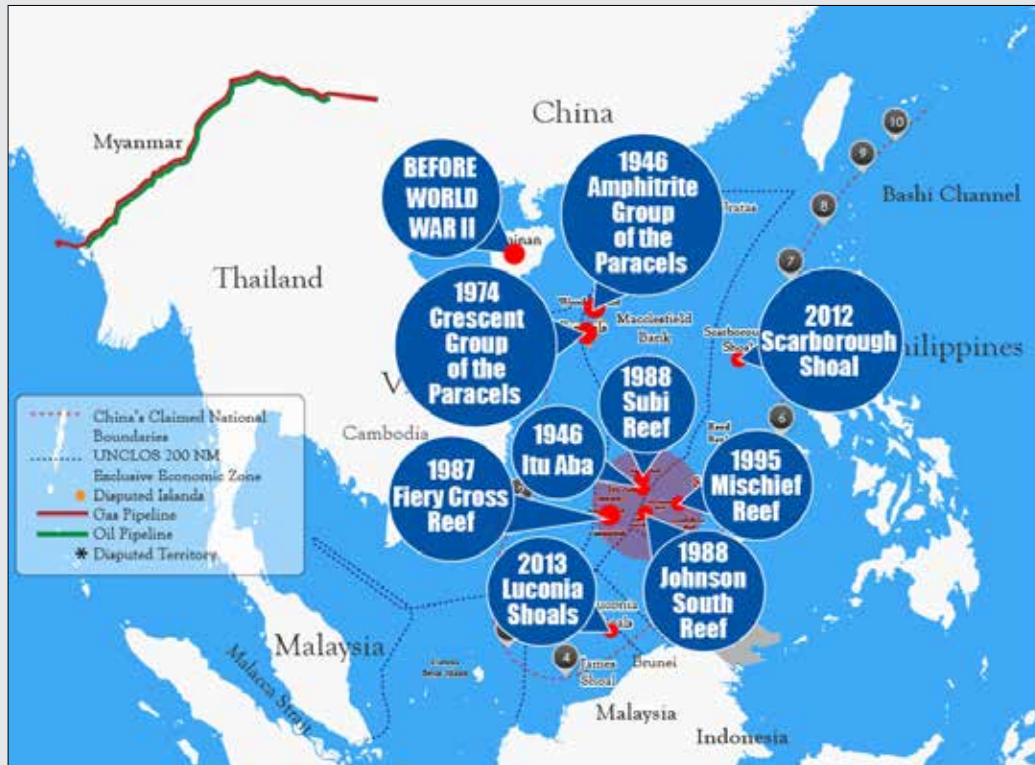 China
Myanmar
BEFORE
WORLD
WAR II
1946
Amphitrite
Group
of the
Paracels
10
9
8
7
Bashi Channel
Thailand
1974
Crescent
Group
of the
Paracels
Macclesfield
Bank
2012
Scarborough
Shoal
1988
Subi
Reef
6
Cambodia
1946
Itu Aba
1987
Fiery Cross
Reef
1995
Mischief
Reef
China's Claimed National
Boundaries
UNCLOS 200 NM
Exclusive Economic Zone
Disputed Islands
Gas Pipeline
Oil Pipeline
* Disputed Territory
2013
Luconia
Shoals
1988
Johnson
South
Reef
Malaysia
Malacca Strait
4
James
Shoal
Brunei
Malaysia
Indonesia